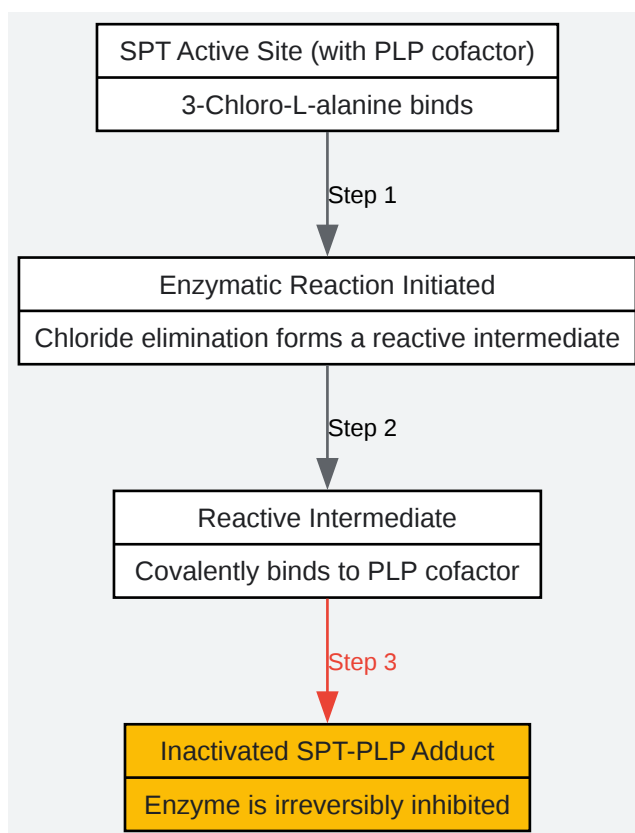 SPT Active Site (with PLP cofactor)
3-Chloro-L-alanine binds
Step 1
Enzymatic Reaction Initiated
Chloride elimination forms a reactive intermediate
Step 2
Reactive Intermediate
Covalently binds to PLP cofactor
Step 3
Inactivated SPT-PLP Adduct
Enzyme is irreversibly inhibited